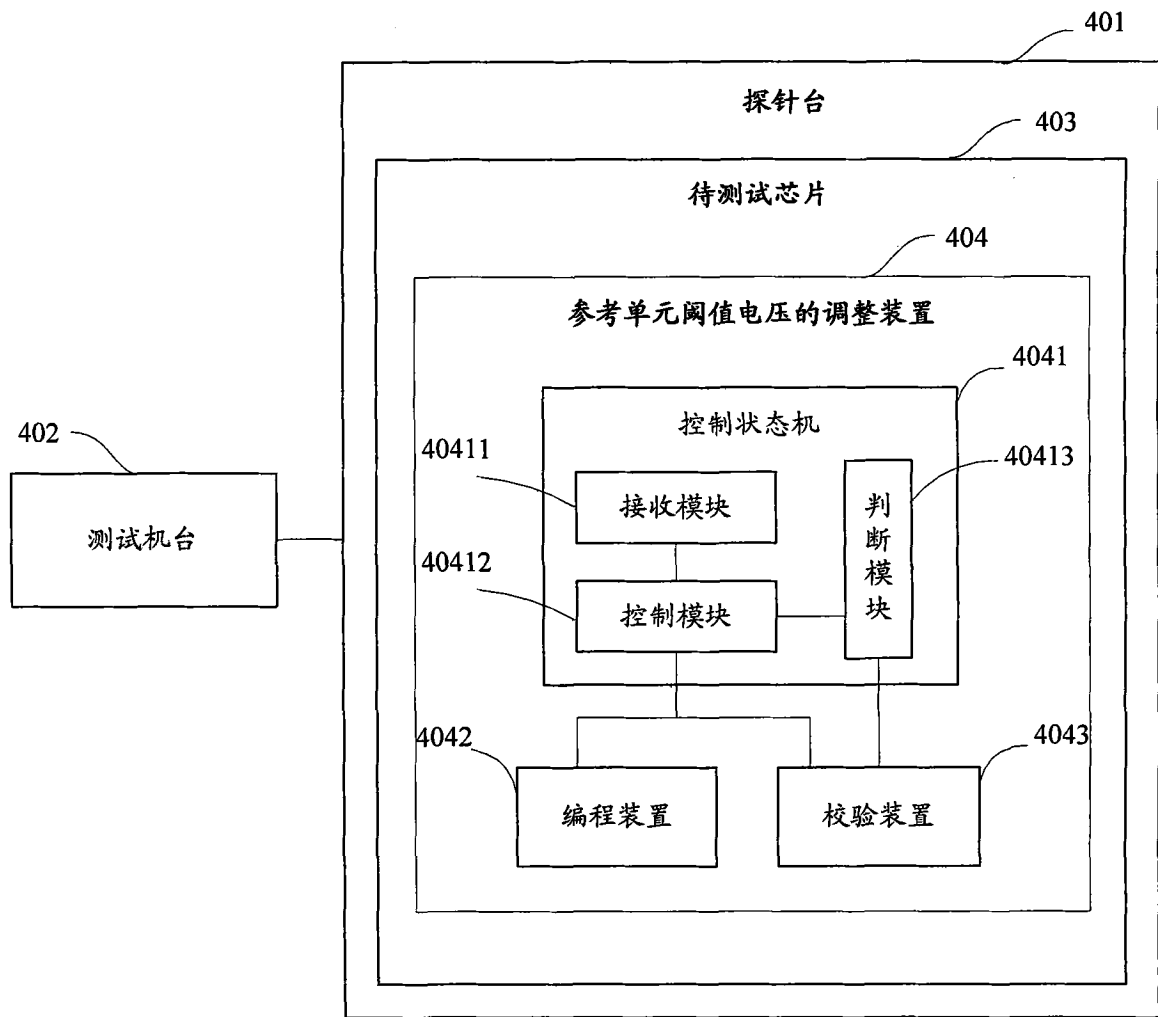 401
探针台
403
待测试芯片
404
参考单元阈值电压的调整装置
4041
控制状态机
402
40411
40413
接收模块
判断模块
测试机台
40412
控制模块
4042
4043
编程装置
校验装置